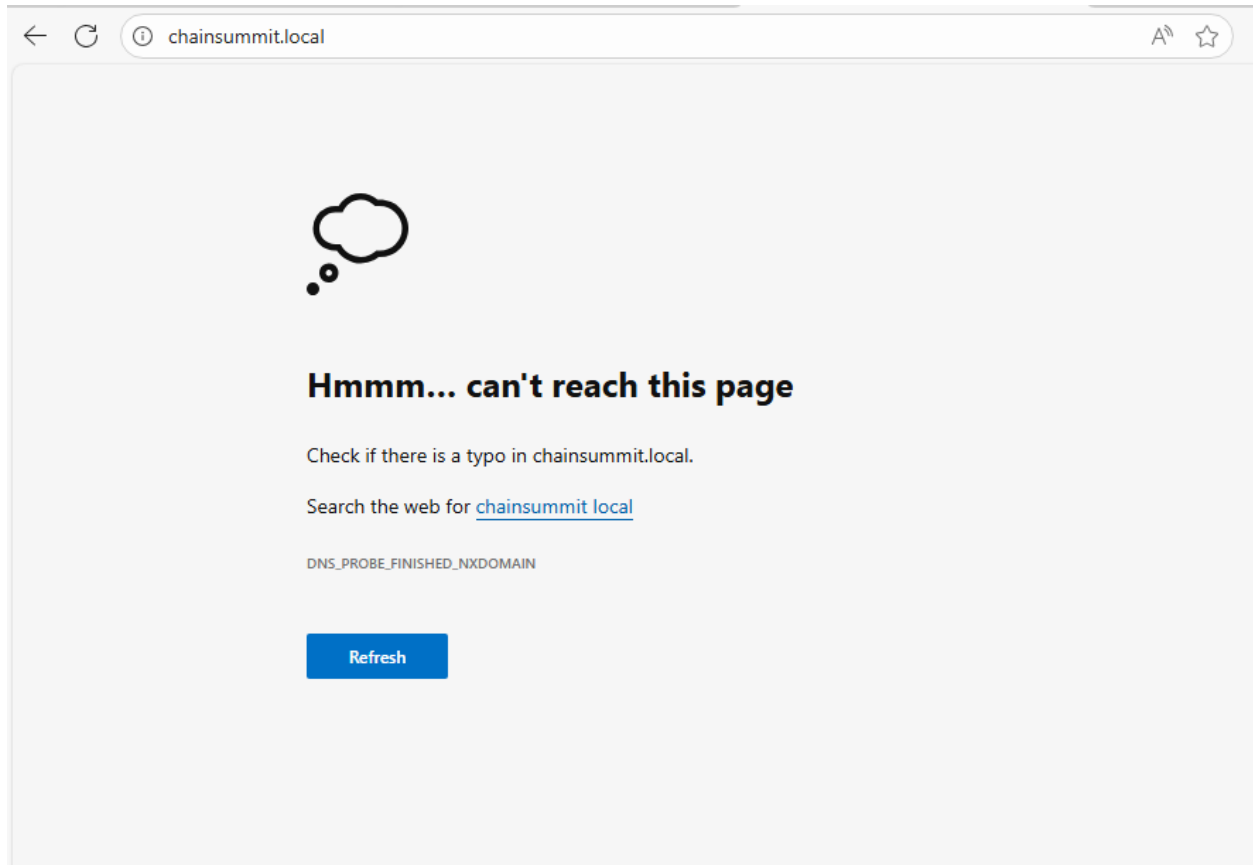 chainsummit.local
Hmmm... can't reach this page
Check if there is a typo in chainsummit.local.
Search the web for chainsummit local
DNS_PROBE_FINISHED_NXDOMAIN
Refresh